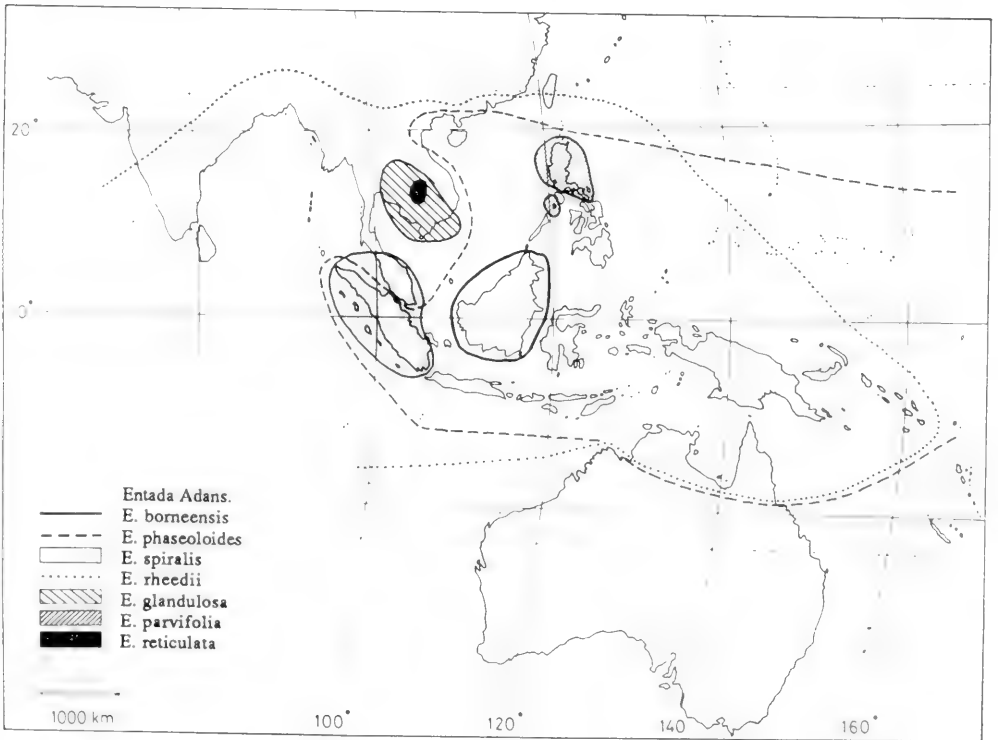 20°
0°
Entada Adans.
E. borneensis
E. phaseoloides
E. spiralis
E. rheedii
E. glandulosa
E. parvifolia
E. reticulata
1000 km
100°
120°
140°
160°